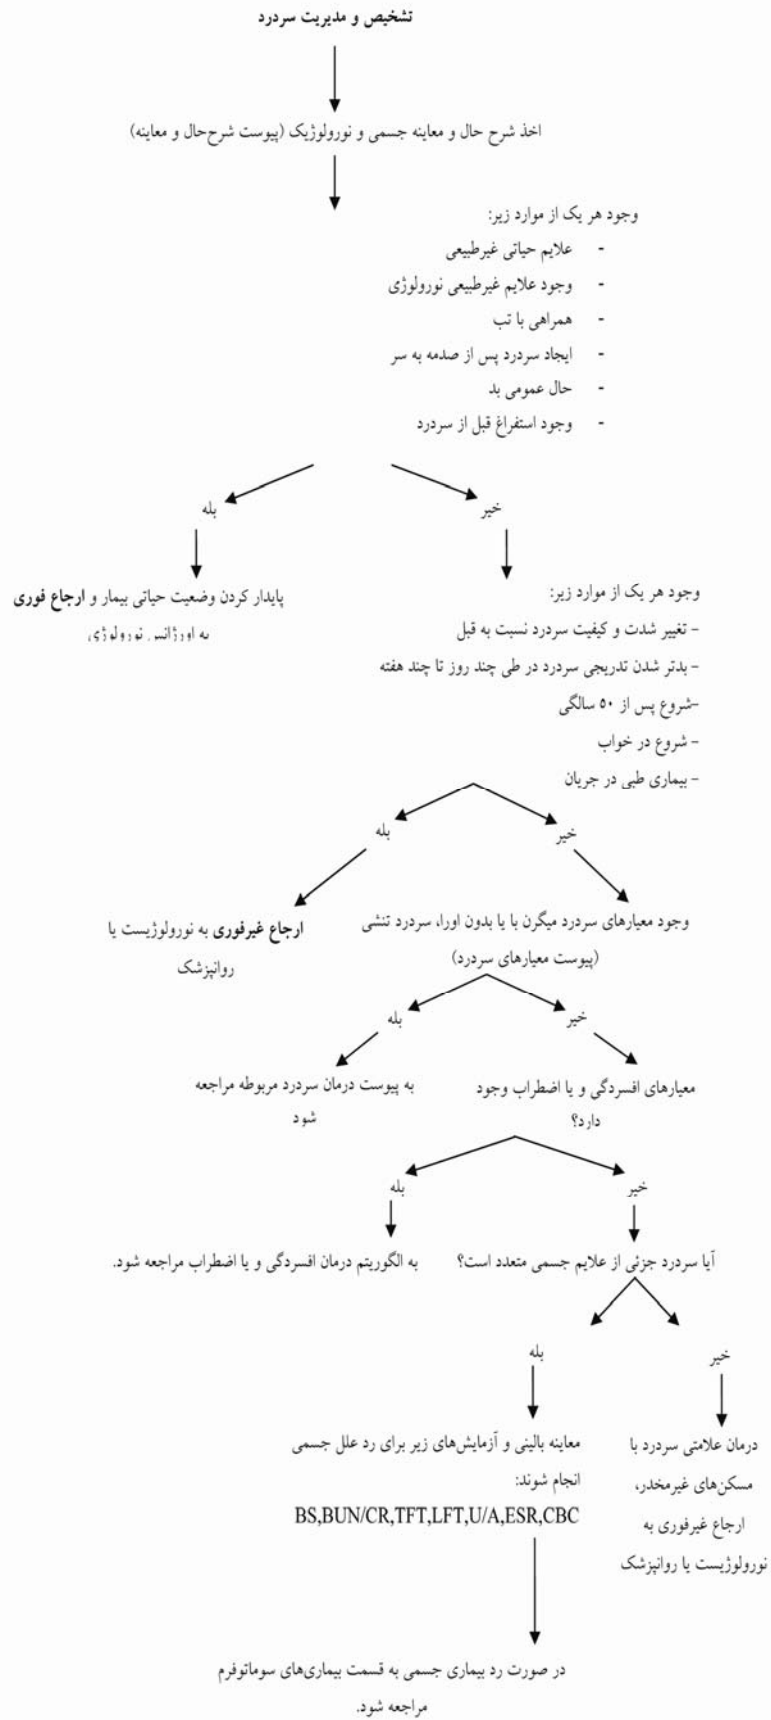 تشخیص و مدیریت سردرد
اخذ شرح حال و معاینه جسمی و نورولوژیک (پیوست شرح‌حال و معاینه)
وجود هر یک از موارد زیر:
- علایم حیاتی غیرطبیعی
- وجود علایم غیرطبیعی نورولوژی
- همراهی با تب
- ایجاد سردرد پس از صدمه به سر
- حال عمومی بد
- وجود استفراغ قبل از سردرد
خیر
بله
وجود هر یک از موارد زیر:
- تغییر شدت و کیفیت سردرد نسبت به قبل
- بدتر شدن تدریجی سردرد در طی چند روز تا چند هفته
-شروع پس از ۵۰ سالگی
- شروع در خواب
- بیماری طبی در جریان
پایدار کردن وضعیت حیاتی بیمار و ارجاع فوری
به اورژانس نورولوژی
خیر
بله
وجود معیارهای سردرد میگرن با یا بدون اورا، سردرد تنشی
(پیوست معیارهای سردرد)
ارجاع غیرفوری به نورولوژیست یا
روانپزشک
خیر
بله
معیارهای افسردگی و یا اضطراب وجود
دارد؟
به پیوست درمان سردرد مربوطه مراجعه
شود
خیر
بله
آیا سردرد جزئی از علایم جسمی متعدد است؟
به الگوریتم درمان افسردگی و یا اضطراب مراجعه شود.
خیر
بله
درمان علامتی سردرد با
مسکن‌های غیرمخدر،
ارجاع غیرفوری به
نورولوژیست یا روانپزشک
معاینه بالینی و آزمایش‌های زیر برای رد علل جسمی
انجام شوند:
BS,BUN/CR,TFT,LFT,U/A,ESR,CBC
در صورت رد بیماری جسمی به قسمت بیماری‌های سوماتوفرم
مراجعه شود.